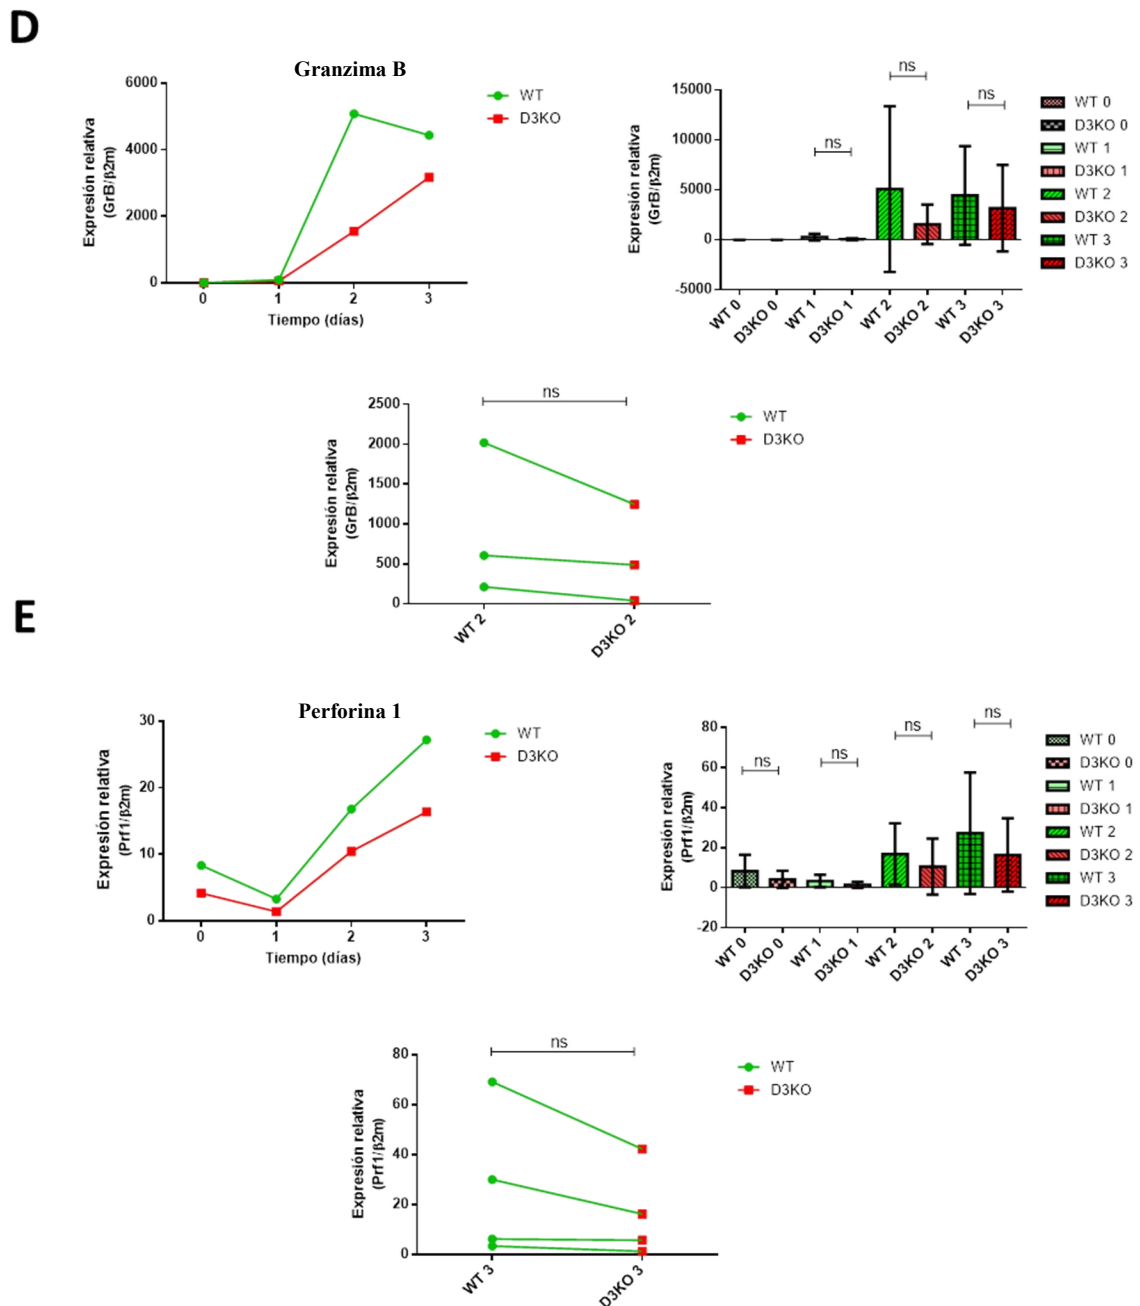 D
Granzima B
6000
4000
2000
0
Expresión relativa
(GrB/β2m)
0 1 2 3
Tiempo (días)
WT
D3KO
15000
10000
5000
0
-5000
Expresión relativa
(GrB/β2m)
ns
ns
ns
WT 0
D3KO 0
WT 1
D3KO 1
WT 2
D3KO 2
WT 3
D3KO 3
WT 0
D3KO 0
WT 1
D3KO 1
WT 2
D3KO 2
WT 3
D3KO 3
2500
2000
1500
1000
500
0
Expresión relativa
(GrB/β2m)
ns
WT 2
D3KO 2
WT
D3KO
E
Perforina 1
30
20
10
0
Expresión relativa
(Prf1/β2m)
0 1 2 3
Tiempo (días)
WT
D3KO
80
60
40
20
0
-20
Expresión relativa
(Prf1/β2m)
ns
ns
ns
ns
WT 0
D3KO 0
WT 1
D3KO 1
WT 2
D3KO 2
WT 3
D3KO 3
WT 0
D3KO 0
WT 1
D3KO 1
WT 2
D3KO 2
WT 3
D3KO 3
80
60
40
20
0
Expresión relativa
(Prf1/β2m)
ns
WT 3
D3KO 3
WT
D3KO